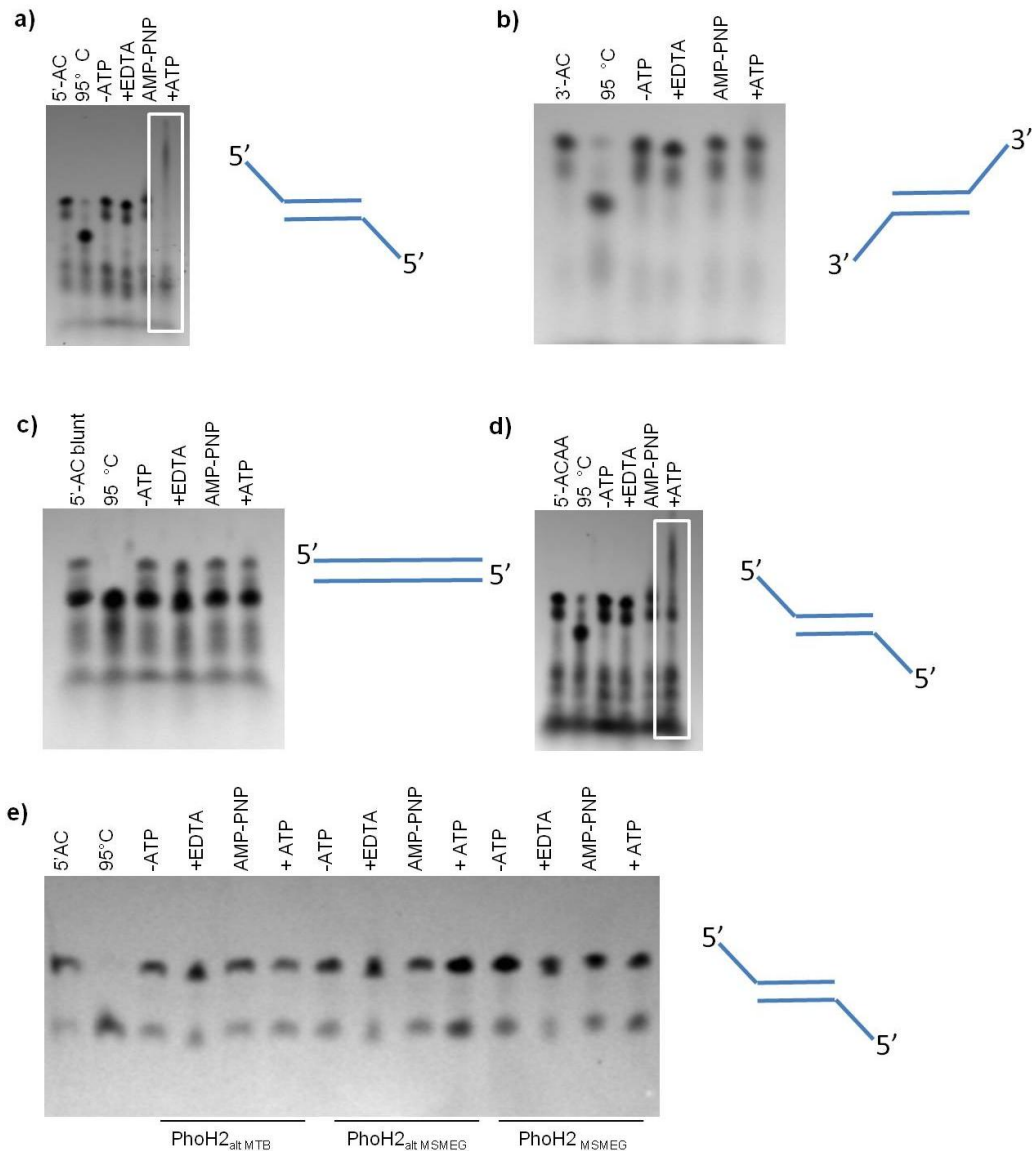 a)
5'-AC
95° C
-ATP
+EDTA
AMP-PNP
+ATP
5'
5'
b)
3'-AC
95 °C
-ATP
+EDTA
AMP-PNP
+ATP
3'
3'
c)
5'-AC blunt
95 °C
-ATP
+EDTA
AMP-PNP
+ATP
5'
5'
d)
5'-ACAA
95 °C
-ATP
+EDTA
AMP-PNP
+ATP
5'
5'
e)
5'AC
95°C
-ATP
+EDTA
AMP-PNP
+ ATP
-ATP
+EDTA
AMP-PNP
+ ATP
-ATP
+EDTA
AMP-PNP
+ ATP
5'
5'
PhoH2alt MTB
PhoH2alt MSMEG
PhoH2 MSMEG